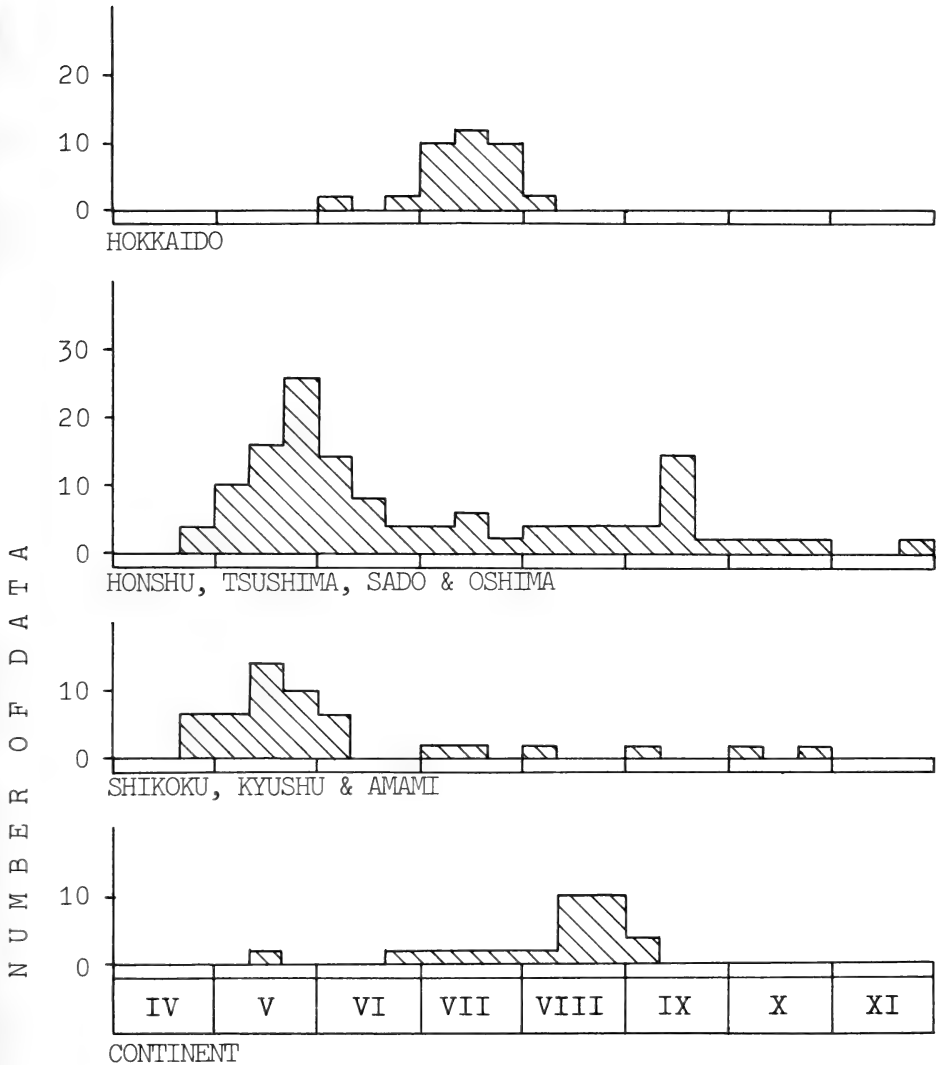 20
10
0
HOKKAIDO
30
20
10
0
HONSHU, TSUSHIMA, SADO & OSHIMA
10
0
SHIKOKU, KYUSHU & AMAMI
10
0
IV V VI VII VIII IX X XI
CONTINENT
NUMBER OF DATA